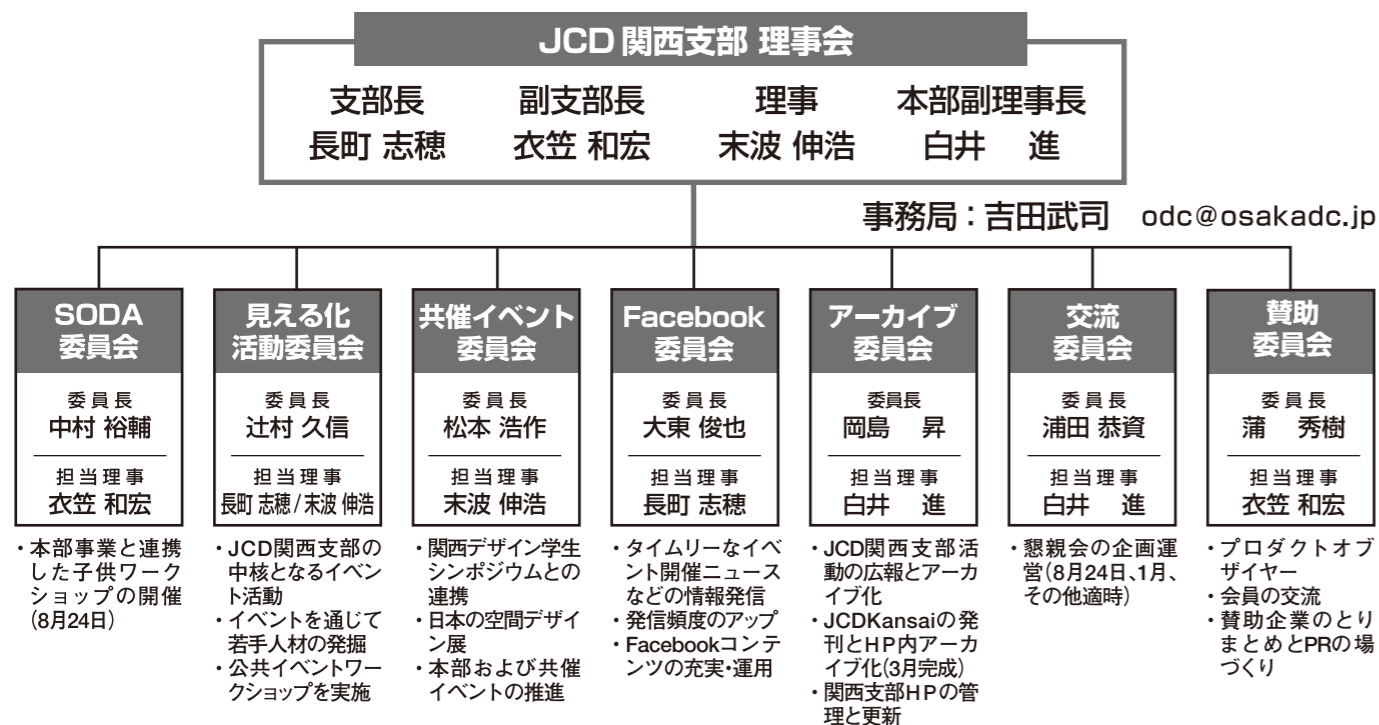 JCD 関西支部 理事会
支部長
長町 志穂
副支部長
衣笠 和宏
理事
末波 伸浩
本部副理事長
白井 進
事務局：吉田武司 odc@osakadc.jp
SODA
委員会
委員長
中村 裕輔
担当理事
衣笠 和宏
・本部事業と連携
した子供ワーク
ショップの開催
(8月24日)
見える化
活動委員会
委員長
辻村 久信
担当理事
長町 志穂 / 末波 伸浩
・JCD関西支部の
中核となるイベン
ト活動
・イベントを通じて
若手人材の発掘
・公共イベントワー
クショップを実施
共催イベント
委員会
委員長
松本 浩作
担当理事
末波 伸浩
・関西デザイン学生
シンポジウムとの
連携
・日本の空間デザイ
ン展
・本部および共催
イベントの推進
Facebook
委員会
委員長
大東 俊也
担当理事
長町 志穂
・タイムリーなイベ
ント開催ニュース
などの情報発信
・発信頻度のアップ
・Facebookコンテ
ンツの充実・運用
アーカイブ
委員会
委員長
岡島 昇
担当理事
白井 進
・JCD関西支部活
動の広報とアーカ
イブ化
・JCDKansaiの発
刊とHP内アーカ
イブ化(3月完成)
・関西支部HPの管
理と更新
交流
委員会
委員長
浦田 恭資
担当理事
白井 進
・懇親会の企画運
営(8月24日、1月、
その他適時)
賛助
委員会
委員長
蒲 秀樹
担当理事
衣笠 和宏
・プロダクトオブ
ザイヤー
・会員の交流
・賛助企業のとり
まとめとPRの場
づくり